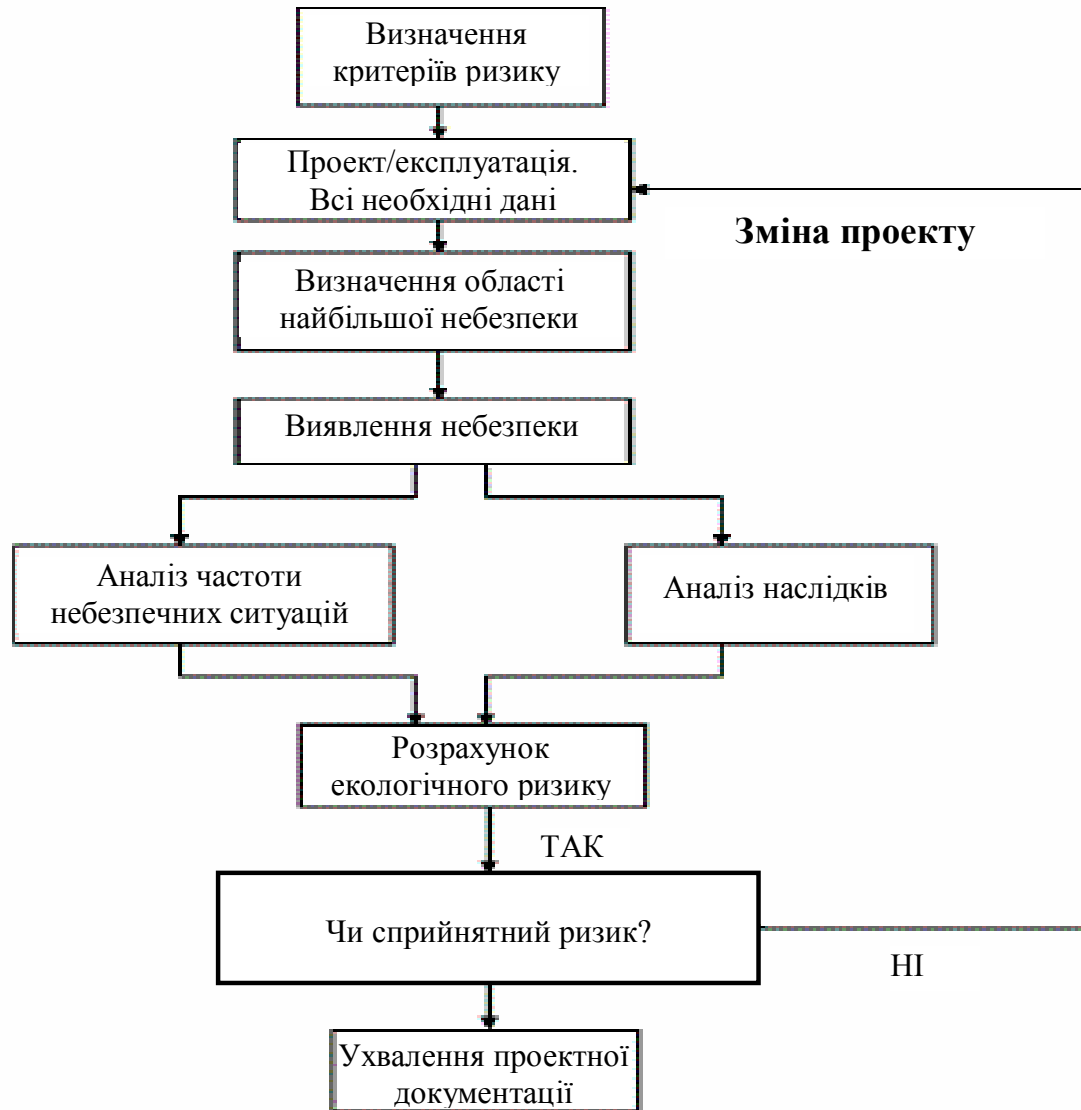 Визначення
критеріїв ризику
Проект/експлуатація.
Всі необхідні дані
Зміна проекту
Визначення області
найбільшої небезпеки
Виявлення небезпеки
Аналіз частоти
небезпечних ситуацій
Аналіз наслідків
Розрахунок
екологічного ризику
ТАК
Чи сприйнятний ризик?
НІ
Ухвалення проектної
документації